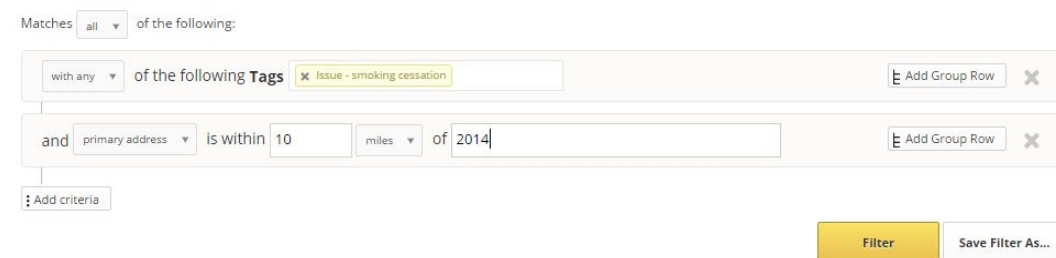 Matches all of the following:
with any of the following Tags Issue - smoking cessation Add Group Row
and primary address is within 10 miles of 2014 Add Group Row
Add criteria
Filter Save Filter As...